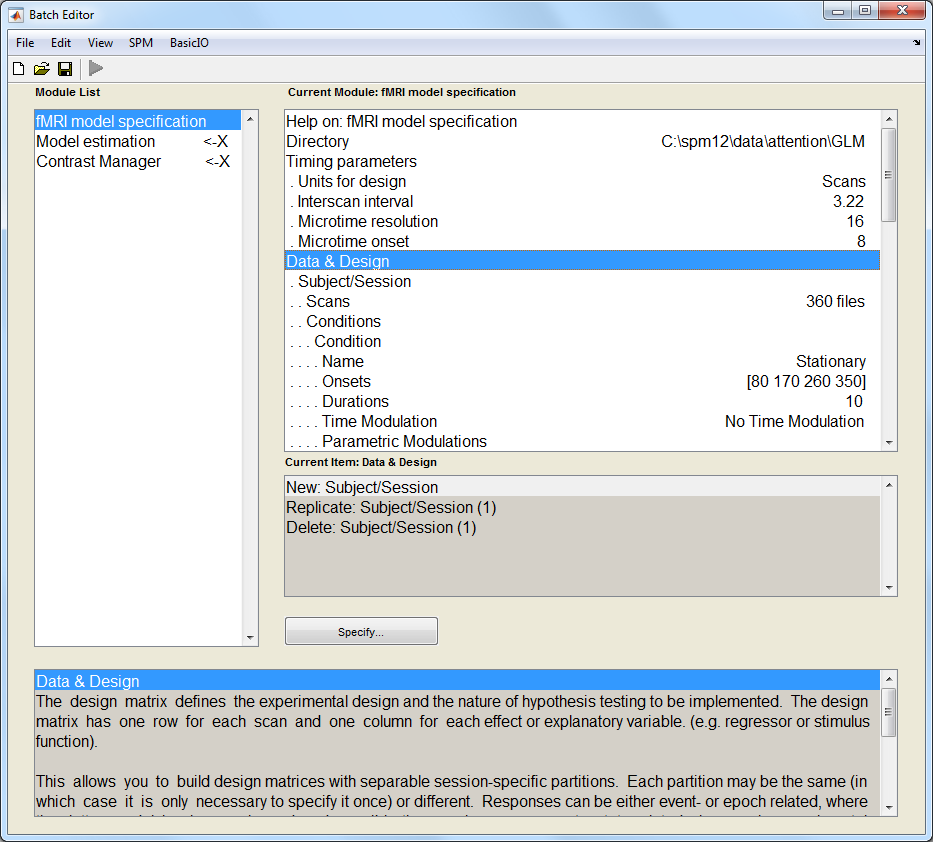 Batch Editor
File Edit View SPM BasicIO
Module List
fMRI model specification
Model estimation <-X
Contrast Manager <-X
Current Module: fMRI model specification
Help on: fMRI model specification
Directory C:\spm12\data\attention\GLM
Timing parameters
. Units for design Scans
. Interscan interval 3.22
. Microtime resolution 16
. Microtime onset 8
Data & Design
. Subject/Session
. . Scans 360 files
. . Conditions
. . . Condition
. . . . Name Stationary
. . . . Onsets [80 170 260 350]
. . . . Durations 10
. . . . Time Modulation No Time Modulation
. . . . Parametric Modulations
Current Item: Data & Design
New: Subject/Session
Replicate: Subject/Session (1)
Delete: Subject/Session (1)
Specify...
Data & Design
The design matrix defines the experimental design and the nature of hypothesis testing to be implemented. The design
matrix has one row for each scan and one column for each effect or explanatory variable. (e.g. regressor or stimulus
function).
This allows you to build design matrices with separable session-specific partitions. Each partition may be the same (in
which case it is only necessary to specify it once) or different. Responses can be either event- or epoch related, where